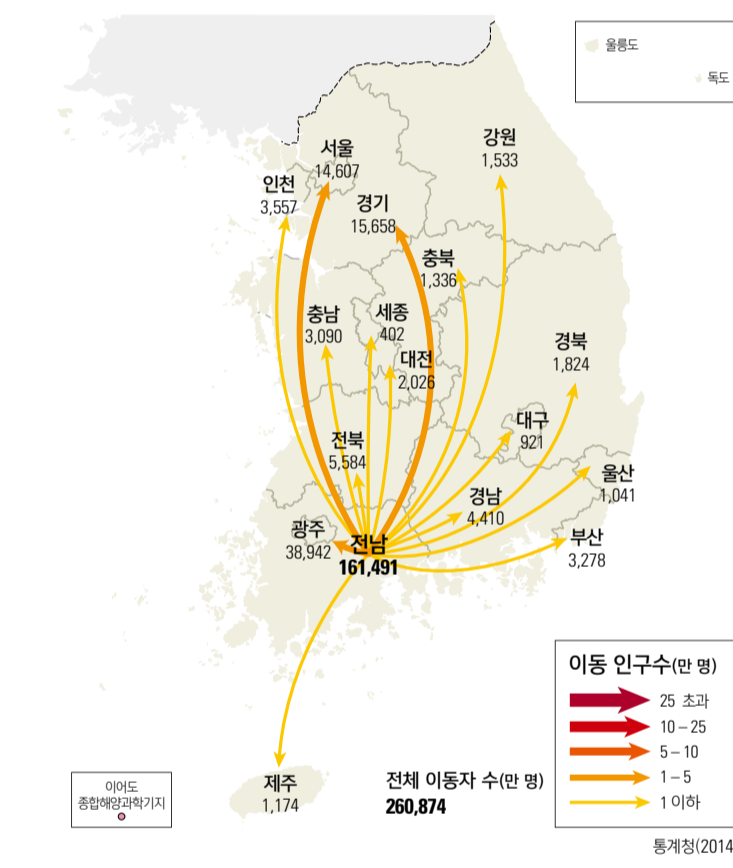 울릉도
독도
강원
1,533
서울
14,607
인천
3,557
경기
15,658
충북
1,336
충남
3,090
세종
402
대전
2,026
경북
1,824
대구
921
전북
5,584
울산
1,041
경남
4,410
광주
38,942
전남
161,491
부산
3,278
이동 인구수(만 명)
25 초과
10 – 25
5 – 10
1 – 5
1 이하
이어도
종합해양과학기지
제주
1,174
전체 이동자 수(만 명)
260,874
통계청(2014